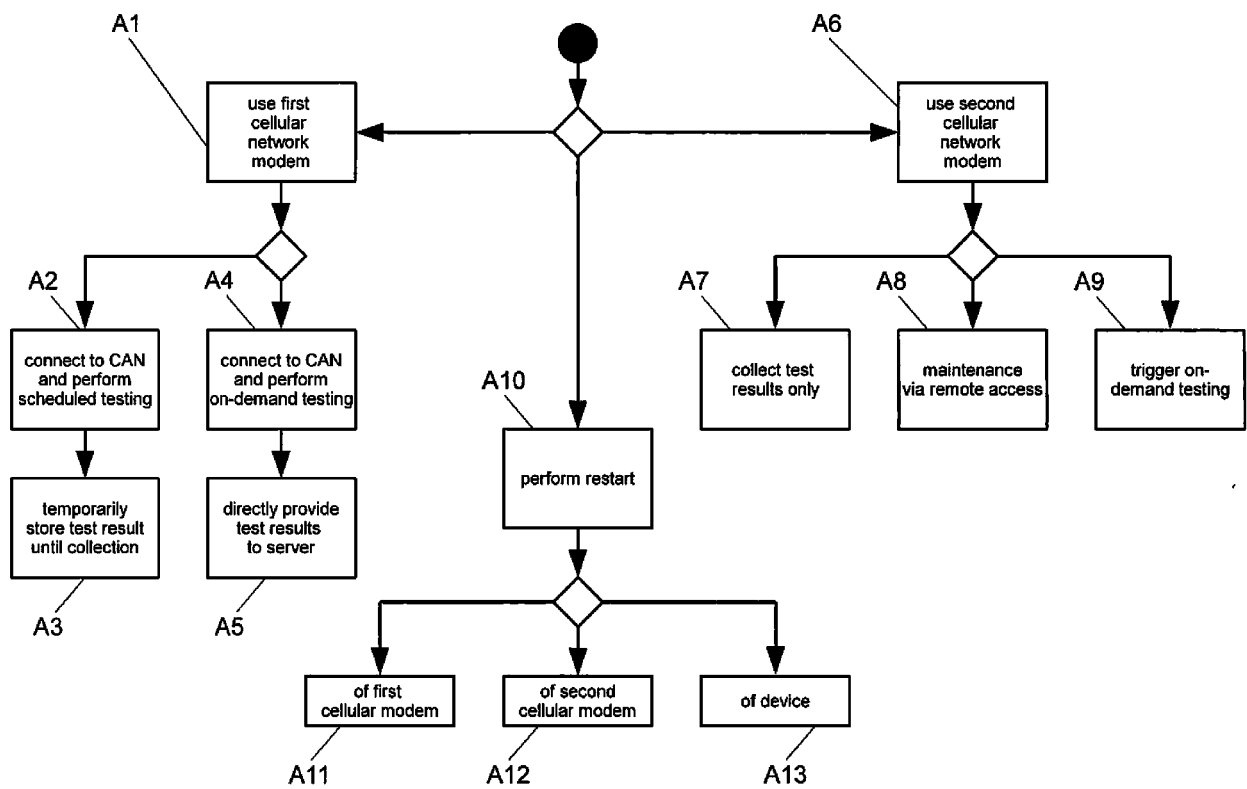 A1
A6
use first
cellular
network
modem
use second
cellular
network
modem
A2
A4
A7
A8
A9
connect to CAN
and perform
scheduled testing
connect to CAN
and perform
on-demand testing
collect test
results only
maintenance
via remote access
trigger on-
demand testing
A10
perform restart
temporarily
store test result
until collection
directly provide
test results
to server
A3
A5
of first
cellular modem
of second
cellular modem
of device
A11
A12
A13